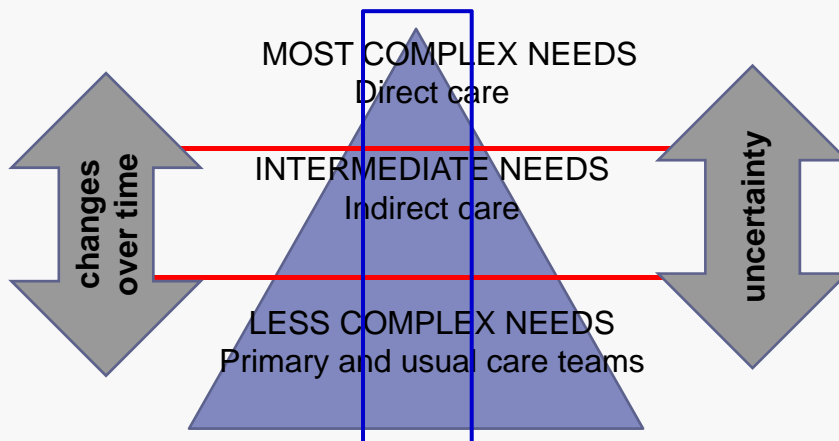 MOST COMPLEX NEEDS
Direct care
INTERMEDIATE NEEDS
Indirect care
LESS COMPLEX NEEDS
Primary and usual care teams
changes
over time
uncertainty